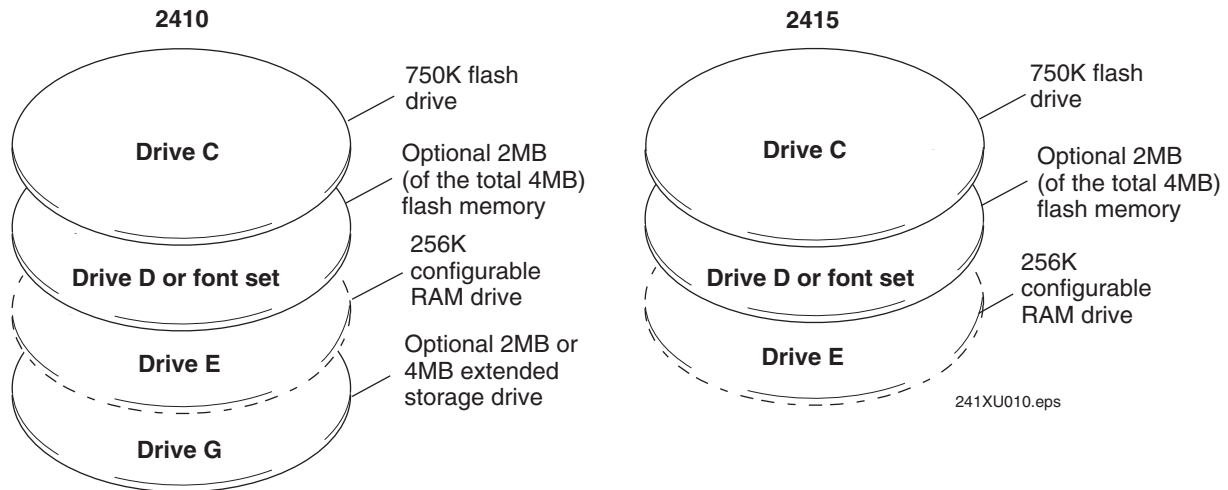 2410
Drive C
750K flash
drive
Drive D or font set
Optional 2MB
(of the total 4MB)
flash memory
Drive E
256K
configurable
RAM drive
Drive G
Optional 2MB or
4MB extended
storage drive
2415
Drive C
750K flash
drive
Drive D or font set
Optional 2MB
(of the total 4MB)
flash memory
Drive E
256K
configurable
RAM drive
241XU010.eps